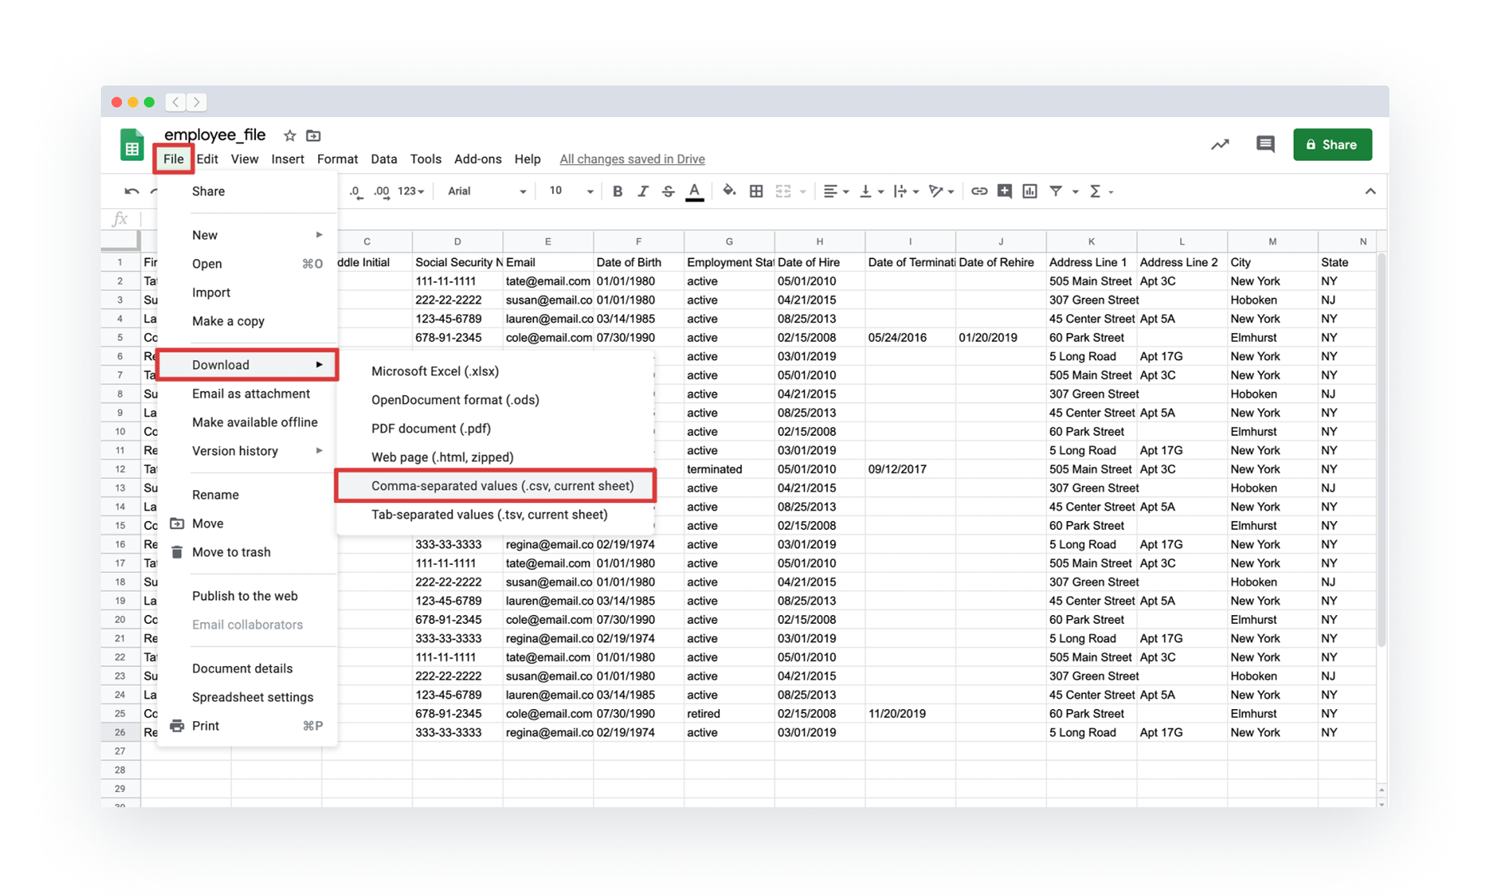 employee_file
File Edit View Insert Format Data Tools Add-ons Help All changes saved in Drive
Share
.0 .00 123 Arial 10 B I S A Σ
fx
Share
New
Open ⌘O
Import
Make a copy
Download
Email as attachment
Make available offline
Version history
Rename
Move
Move to trash
Publish to the web
Email collaborators
Document details
Spreadsheet settings
Print ⌘P
Microsoft Excel (.xlsx)
OpenDocument format (.ods)
PDF document (.pdf)
Web page (.html, zipped)
Comma-separated values (.csv, current sheet)
Tab-separated values (.tsv, current sheet)
C D E F G H I J K L M N
1 Fir ddle Initial Social Security N Email Date of Birth Employment Stat Date of Hire Date of Terminati Date of Rehire Address Line 1 Address Line 2 City State
2 Tat 111-11-1111 tate@email.com 01/01/1980 active 05/01/2010 505 Main Street Apt 3C New York NY
3 Su 222-22-2222 susan@email.co 01/01/1980 active 04/21/2015 307 Green Street Hoboken NJ
4 La 123-45-6789 lauren@email.co 03/14/1985 active 08/25/2013 45 Center Street Apt 5A New York NY
5 Co 678-91-2345 cole@email.com 07/30/1990 active 02/15/2008 05/24/2016 01/20/2019 60 Park Street Elmhurst NY
6 Re active 03/01/2019 5 Long Road Apt 17G New York NY
7 Tat active 05/01/2010 505 Main Street Apt 3C New York NY
8 Su active 04/21/2015 307 Green Street Hoboken NJ
9 La active 08/25/2013 45 Center Street Apt 5A New York NY
10 Co active 02/15/2008 60 Park Street Elmhurst NY
11 Re active 03/01/2019 5 Long Road Apt 17G New York NY
12 Tat terminated 05/01/2010 09/12/2017 505 Main Street Apt 3C New York NY
13 Su active 04/21/2015 307 Green Street Hoboken NJ
14 La active 08/25/2013 45 Center Street Apt 5A New York NY
15 Co active 02/15/2008 60 Park Street Elmhurst NY
16 Re 333-33-3333 regina@email.co 02/19/1974 active 03/01/2019 5 Long Road Apt 17G New York NY
17 Tat 111-11-1111 tate@email.com 01/01/1980 active 05/01/2010 505 Main Street Apt 3C New York NY
18 Su 222-22-2222 susan@email.co 01/01/1980 active 04/21/2015 307 Green Street Hoboken NJ
19 La 123-45-6789 lauren@email.co 03/14/1985 active 08/25/2013 45 Center Street Apt 5A New York NY
20 Co 678-91-2345 cole@email.com 07/30/1990 active 02/15/2008 60 Park Street Elmhurst NY
21 Re 333-33-3333 regina@email.co 02/19/1974 active 03/01/2019 5 Long Road Apt 17G New York NY
22 Tat 111-11-1111 tate@email.com 01/01/1980 active 05/01/2010 505 Main Street Apt 3C New York NY
23 Su 222-22-2222 susan@email.co 01/01/1980 active 04/21/2015 307 Green Street Hoboken NJ
24 La 123-45-6789 lauren@email.co 03/14/1985 active 08/25/2013 45 Center Street Apt 5A New York NY
25 Co 678-91-2345 cole@email.com 07/30/1990 retired 02/15/2008 11/20/2019 60 Park Street Elmhurst NY
26 Re 333-33-3333 regina@email.co 02/19/1974 active 03/01/2019 5 Long Road Apt 17G New York NY
27
28
29